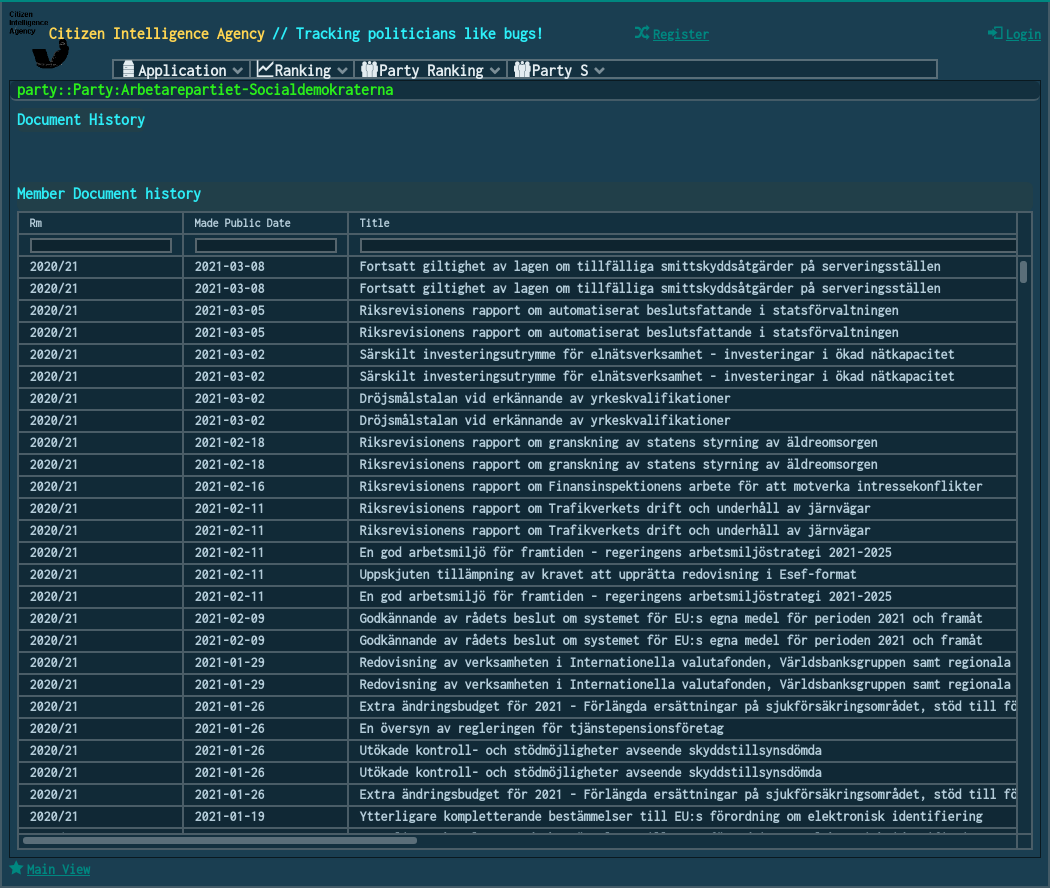 Citizen
Intelligence
Agency
Citizen Intelligence Agency // Tracking politicians like bugs!
Register
Login
Application
Ranking
Party Ranking
Party S
party::Party:Arbetarepartiet-Socialdemokraterna
Document History
Member Document history
Rm Made Public Date Title
2020/21 2021-03-08 Fortsatt giltighet av lagen om tillfälliga smittskyddsåtgärder på serveringsställen
2020/21 2021-03-08 Fortsatt giltighet av lagen om tillfälliga smittskyddsåtgärder på serveringsställen
2020/21 2021-03-05 Riksrevisionens rapport om automatiserat beslutsfattande i statsförvaltningen
2020/21 2021-03-05 Riksrevisionens rapport om automatiserat beslutsfattande i statsförvaltningen
2020/21 2021-03-02 Särskilt investeringsutrymme för elnätsverksamhet - investeringar i ökad nätkapacitet
2020/21 2021-03-02 Särskilt investeringsutrymme för elnätsverksamhet - investeringar i ökad nätkapacitet
2020/21 2021-03-02 Dröjsmålstalan vid erkännande av yrkeskvalifikationer
2020/21 2021-03-02 Dröjsmålstalan vid erkännande av yrkeskvalifikationer
2020/21 2021-02-18 Riksrevisionens rapport om granskning av statens styrning av äldreomsorgen
2020/21 2021-02-18 Riksrevisionens rapport om granskning av statens styrning av äldreomsorgen
2020/21 2021-02-16 Riksrevisionens rapport om Finansinspektionens arbete för att motverka intressekonflikter
2020/21 2021-02-11 Riksrevisionens rapport om Trafikverkets drift och underhåll av järnvägar
2020/21 2021-02-11 Riksrevisionens rapport om Trafikverkets drift och underhåll av järnvägar
2020/21 2021-02-11 En god arbetsmiljö för framtiden - regeringens arbetsmiljöstrategi 2021-2025
2020/21 2021-02-11 Uppskjuten tillämpning av kravet att upprätta redovisning i Esef-format
2020/21 2021-02-11 En god arbetsmiljö för framtiden - regeringens arbetsmiljöstrategi 2021-2025
2020/21 2021-02-09 Godkännande av rådets beslut om systemet för EU:s egna medel för perioden 2021 och framåt
2020/21 2021-02-09 Godkännande av rådets beslut om systemet för EU:s egna medel för perioden 2021 och framåt
2020/21 2021-01-29 Redovisning av verksamheten i Internationella valutafonden, Världsbanksgruppen samt regionala
2020/21 2021-01-29 Redovisning av verksamheten i Internationella valutafonden, Världsbanksgruppen samt regionala
2020/21 2021-01-26 Extra ändringsbudget för 2021 - Förlängda ersättningar på sjukförsäkringsområdet, stöd till fö
2020/21 2021-01-26 En översyn av regleringen för tjänstepensionsföretag
2020/21 2021-01-26 Utökade kontroll- och stödmöjligheter avseende skyddstillsynsdömda
2020/21 2021-01-26 Utökade kontroll- och stödmöjligheter avseende skyddstillsynsdömda
2020/21 2021-01-26 Extra ändringsbudget för 2021 - Förlängda ersättningar på sjukförsäkringsområdet, stöd till fö
2020/21 2021-01-19 Ytterligare kompletterande bestämmelser till EU:s förordning om elektronisk identifiering
Main View